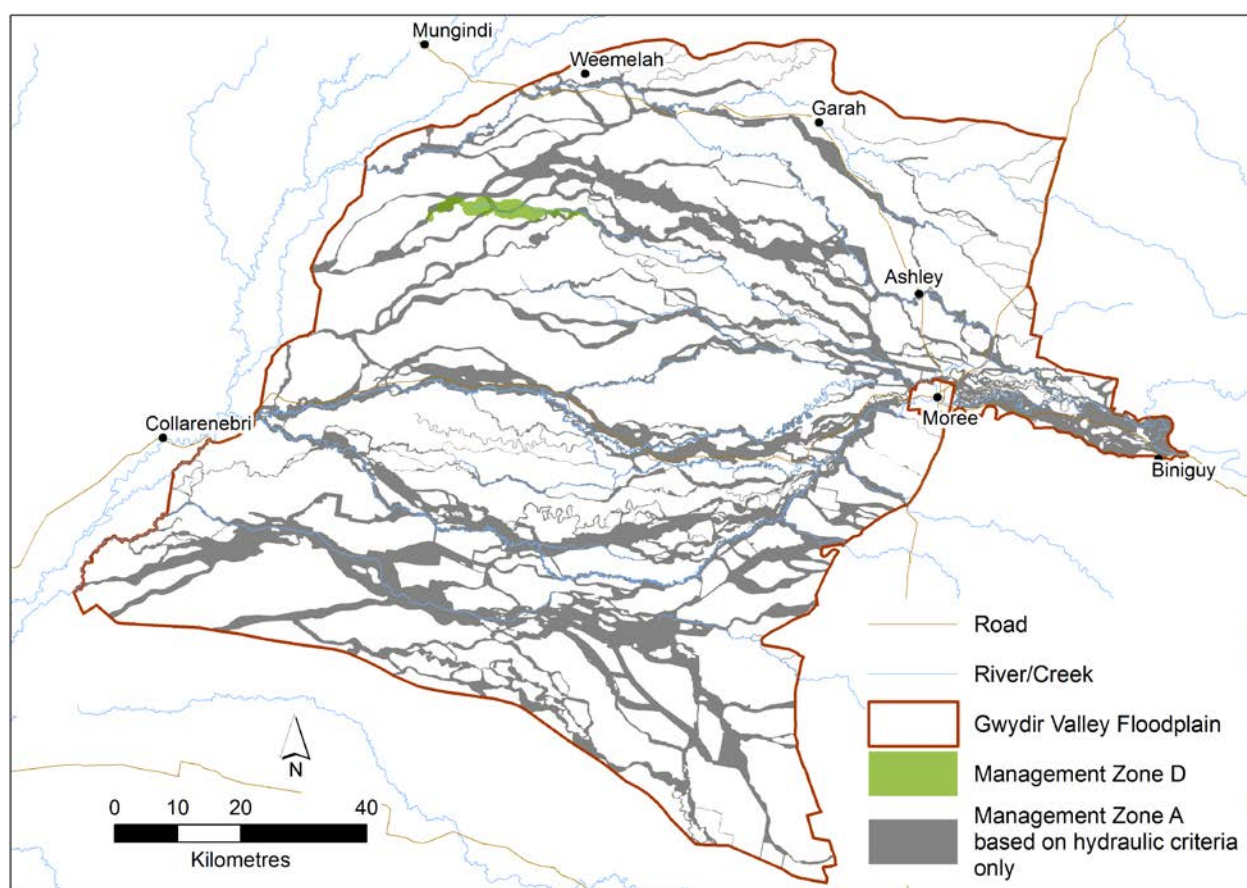 Mungindi
Weemelah
Garah
Ashley
Collarenebri
Moree
Biniguy
Road
River/Creek
Gwydir Valley Floodplain
Management Zone D
Management Zone A
based on hydraulic criteria
only
N
0 10 20 40
Kilometres